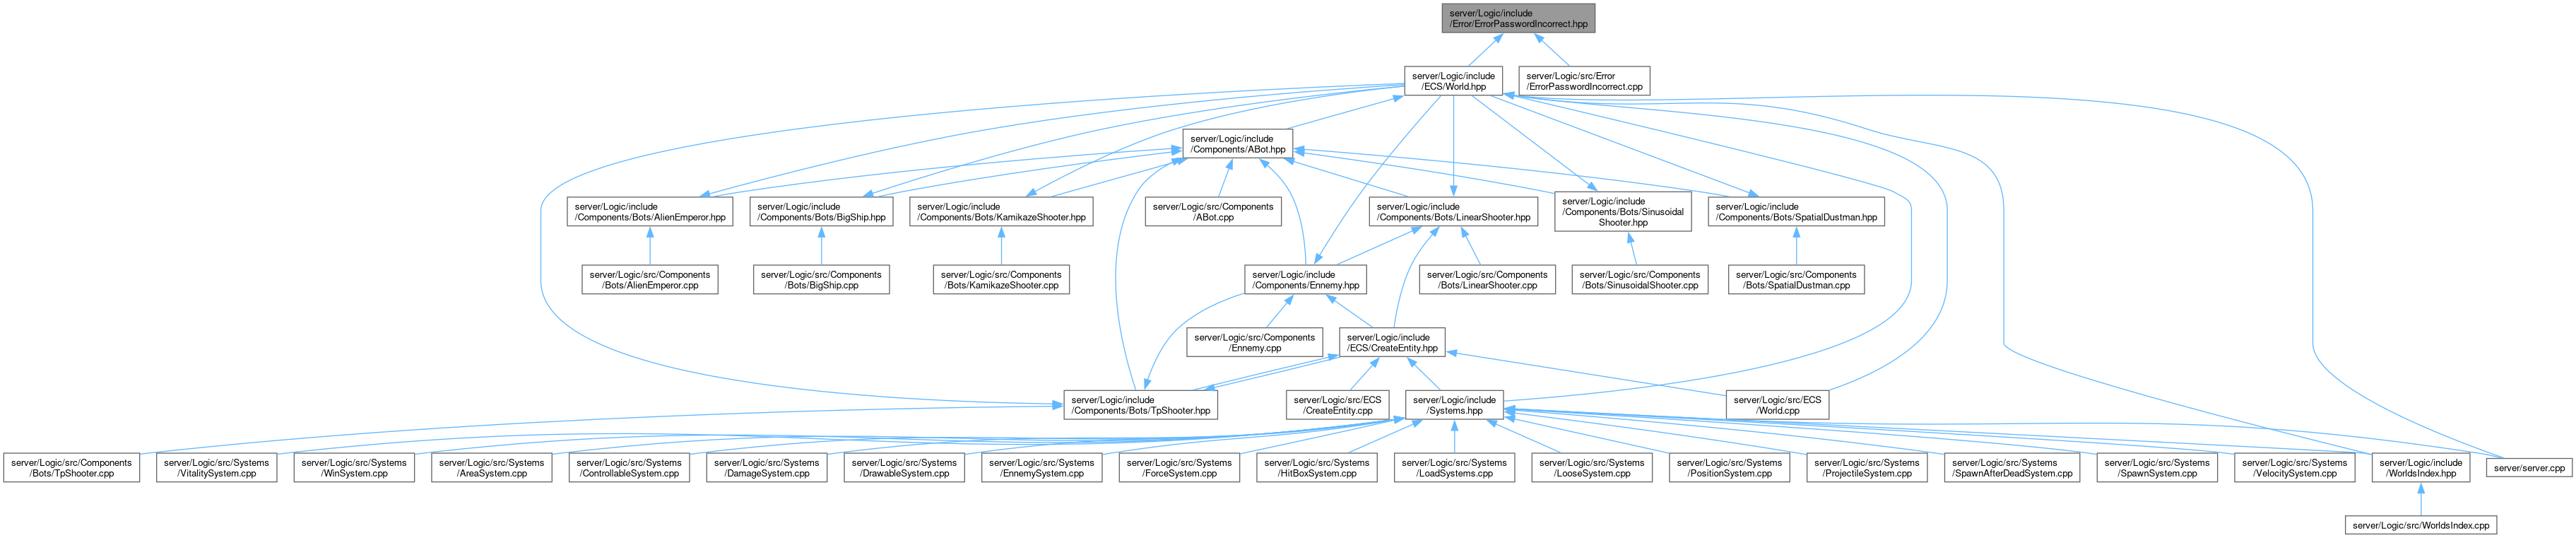 server/Logic/include
/Error/ErrorPasswordIncorrect.hpp
server/Logic/include
/ECS/World.hpp
server/Logic/src/Error
/ErrorPasswordIncorrect.cpp
server/Logic/include
/Components/ABot.hpp
server/Logic/include
/Components/Bots/AlienEmperor.hpp
server/Logic/include
/Components/Bots/BigShip.hpp
server/Logic/include
/Components/Bots/KamikazeShooter.hpp
server/Logic/src/Components
/ABot.cpp
server/Logic/include
/Components/Bots/LinearShooter.hpp
server/Logic/include
/Components/Bots/Sinusoidal
Shooter.hpp
server/Logic/include
/Components/Bots/SpatialDustman.hpp
server/Logic/src/Components
/Bots/AlienEmperor.cpp
server/Logic/src/Components
/Bots/BigShip.cpp
server/Logic/src/Components
/Bots/KamikazeShooter.cpp
server/Logic/include
/Components/Ennemy.hpp
server/Logic/src/Components
/Bots/LinearShooter.cpp
server/Logic/src/Components
/Bots/SinusoidalShooter.cpp
server/Logic/src/Components
/Bots/SpatialDustman.cpp
server/Logic/src/Components
/Ennemy.cpp
server/Logic/include
/ECS/CreateEntity.hpp
server/Logic/include
/Components/Bots/TpShooter.hpp
server/Logic/src/ECS
/CreateEntity.cpp
server/Logic/include
/Systems.hpp
server/Logic/src/ECS
/World.cpp
server/Logic/src/Components
/Bots/TpShooter.cpp
server/Logic/src/Systems
/VitalitySystem.cpp
server/Logic/src/Systems
/WinSystem.cpp
server/Logic/src/Systems
/AreaSystem.cpp
server/Logic/src/Systems
/ControllableSystem.cpp
server/Logic/src/Systems
/DamageSystem.cpp
server/Logic/src/Systems
/DrawableSystem.cpp
server/Logic/src/Systems
/EnnemySystem.cpp
server/Logic/src/Systems
/ForceSystem.cpp
server/Logic/src/Systems
/HitBoxSystem.cpp
server/Logic/src/Systems
/LoadSystems.cpp
server/Logic/src/Systems
/LooseSystem.cpp
server/Logic/src/Systems
/PositionSystem.cpp
server/Logic/src/Systems
/ProjectileSystem.cpp
server/Logic/src/Systems
/SpawnAfterDeadSystem.cpp
server/Logic/src/Systems
/SpawnSystem.cpp
server/Logic/src/Systems
/VelocitySystem.cpp
server/Logic/include
/WorldsIndex.hpp
server/server.cpp
server/Logic/src/WorldsIndex.cpp